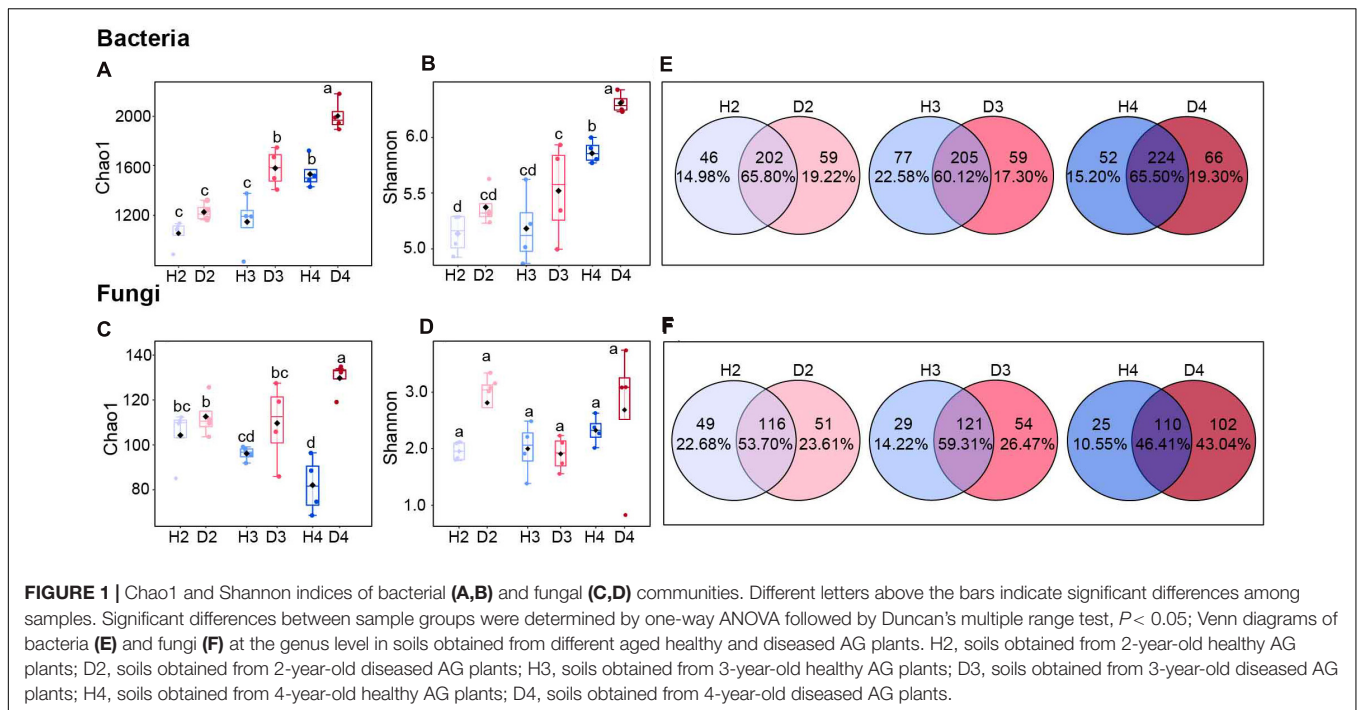 Bacteria
A
Chao1
2000
1600
1200
c
c
c
b
b
a
H2 D2 H3 D3 H4 D4
B
Shannon
6.0
5.5
5.0
d
cd
cd
c
b
a
H2 D2 H3 D3 H4 D4
E
H2 D2 H3 D3 H4 D4
46 202 59 77 205 59 52 224 66
14.98% 65.80% 19.22% 22.58% 60.12% 17.30% 15.20% 65.50% 19.30%
Fungi
C
Chao1
140
120
100
80
bc
b
cd
bc
d
a
H2 D2 H3 D3 H4 D4
D
Shannon
3.0
2.0
1.0
a
a
a
a
a
a
H2 D2 H3 D3 H4 D4
F
H2 D2 H3 D3 H4 D4
49 116 51 29 121 54 25 110 102
22.68% 53.70% 23.61% 14.22% 59.31% 26.47% 10.55% 46.41% 43.04%
FIGURE 1 | Chao1 and Shannon indices of bacterial (A,B) and fungal (C,D) communities. Different letters above the bars indicate significant differences among
samples. Significant differences between sample groups were determined by one-way ANOVA followed by Duncan's multiple range test, P < 0.05; Venn diagrams of
bacteria (E) and fungi (F) at the genus level in soils obtained from different aged healthy and diseased AG plants. H2, soils obtained from 2-year-old healthy AG
plants; D2, soils obtained from 2-year-old diseased AG plants; H3, soils obtained from 3-year-old healthy AG plants; D3, soils obtained from 3-year-old diseased AG
plants; H4, soils obtained from 4-year-old healthy AG plants; D4, soils obtained from 4-year-old diseased AG plants.